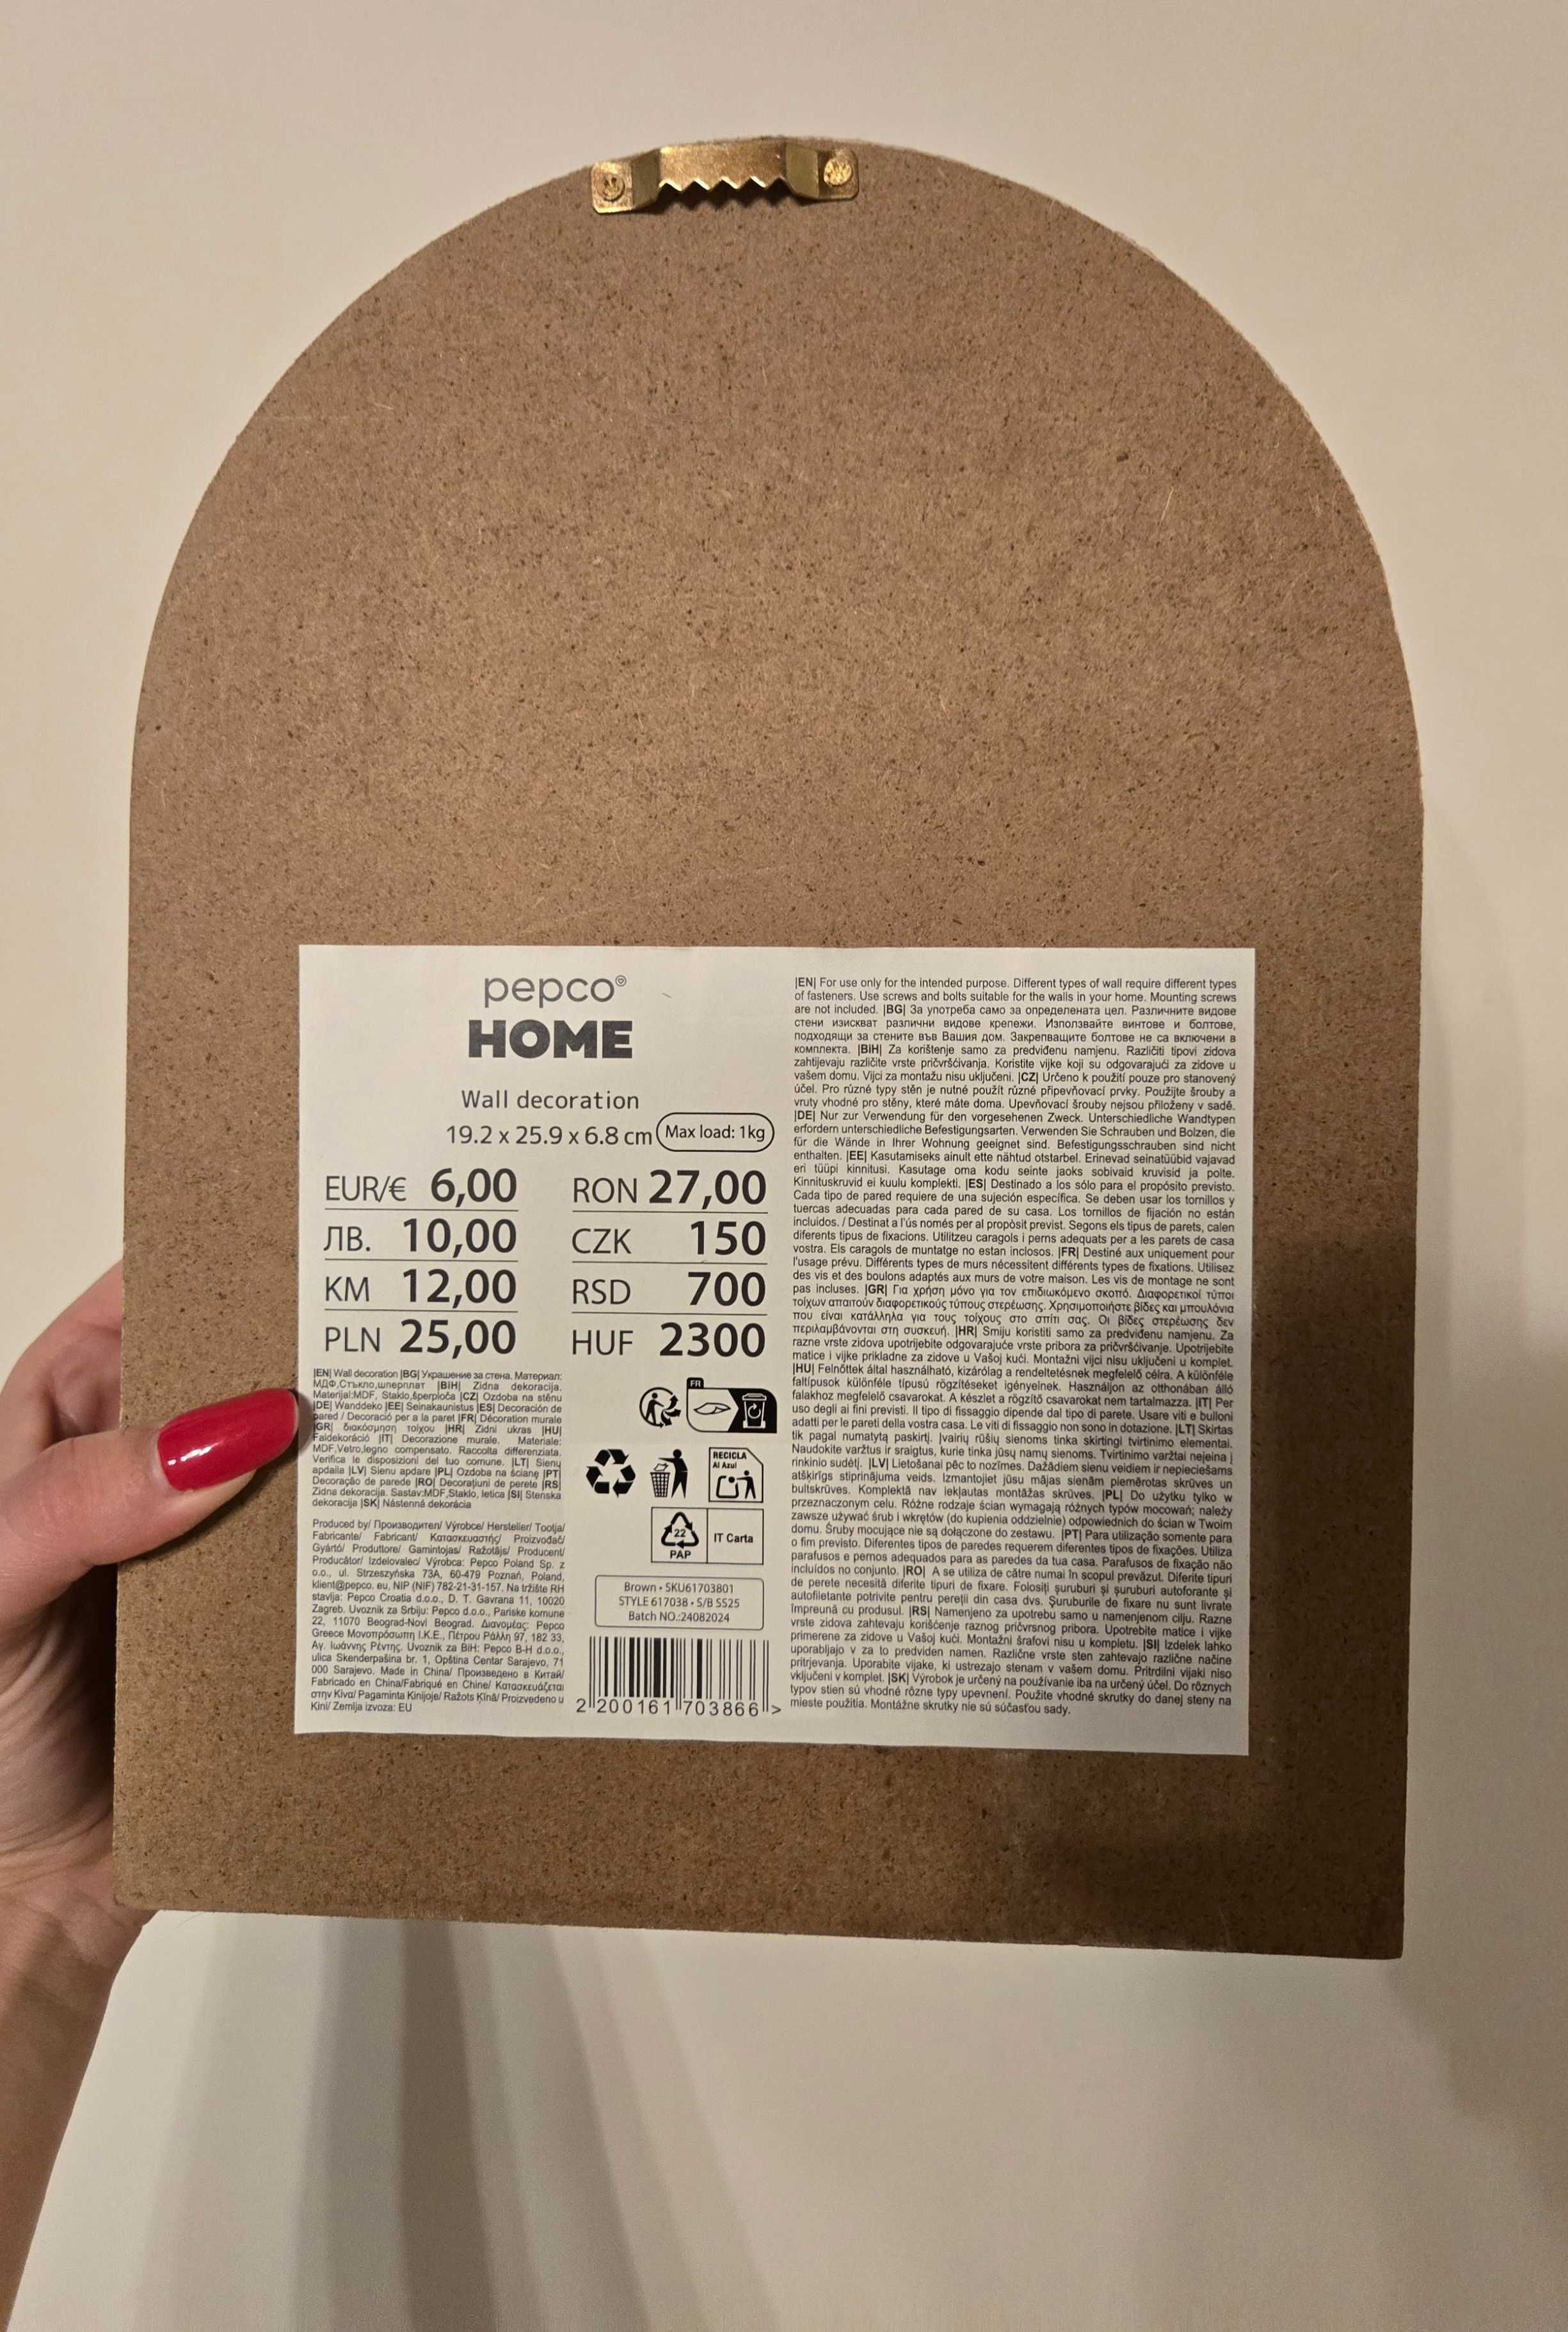 pepco
HOME
Wall decoration
19.2 x 25.9 x 6.8 cm
Max load: 1kg
EUR/€ 6,00
ЛВ. 10,00
KM 12,00
PLN 25,00
RON 27,00
CZK 150
RSD 700
HUF 2300
|EN| Wall decoration |BG| Украшение за стена. Материал:
МДФ,Стъкло,шперплат |BiH| Zidna dekoracija.
Materijal:MDF, Staklo,šperploča |CZ| Ozdoba na stěnu
|DE| Wanddeko |EE| Seinakaunistus |ES| Decoración de
pared / Decoració per a la paret |FR| Décoration murale
|GR| διακόσμηση τοίχου |HR| Zidni ukras |HU|
Faldekoráció |IT| Decorazione murale. Materiale:
MDF,Vetro,legno compensato. Raccolta differenziata.
Verifica le disposizioni del tuo comune. |LT| Sienų
apdaila |LV| Sienu apdare |PL| Ozdoba na ścianę |PT|
Decoração de parede |RO| Decorațiuni de perete |RS|
Zidna dekoracija. Sastav:MDF,Staklo, letica |SI| Stenska
dekoracija |SK| Nástenná dekorácia
Produced by/ Производител/ Výrobce/ Hersteller/ Tootja/
Fabricante/ Fabricant/ Κατασκευαστής/ Proizvođač/
Gyártó/ Produttore/ Gamintojas/ Ražotājs/ Producent/
Producător/ Izdelovalec/ Výrobca: Pepco Poland Sp. z
o.o., ul. Strzeszyńska 73A, 60-479 Poznań, Poland,
klient@pepco. eu, NIP (NIF) 782-21-31-157. Na tržište RH
stavlja: Pepco Croatia d.o.o., D. T. Gavrana 11, 10020
Zagreb. Uvoznik za Srbiju: Pepco d.o.o., Pariske komune
22, 11070 Beograd-Novi Beograd. Διανομέας: Pepco
Greece Μονοπρόσωπη Ι.Κ.Ε., Πέτρου Ράλλη 97, 182 33,
Αγ. Ιωάννης Ρέντης. Uvoznik za BiH: Pepco B-H d.o.o.,
ulica Skenderpašina br. 1, Opština Centar Sarajevo, 71
000 Sarajevo. Made in China/ Произведено в Китай/
Fabricado en China/Fabriqué en Chine/ Κατασκευάζεται
στην Κίνα/ Pagaminta Kinijoje/ Ražots Ķīnā/ Proizvedeno u
Kini/ Zemlja izvoza: EU
FR
RECICLA
Al Azul
22
PAP
IT Carta
Brown • SKU61703801
STYLE 617038 • S/B SS25
Batch NO.:24082024
2 200161 703866 >
|EN| For use only for the intended purpose. Different types of wall require different types
of fasteners. Use screws and bolts suitable for the walls in your home. Mounting screws
are not included. |BG| За употреба само за определената цел. Различните видове
стени изискват различни видове крепежи. Използвайте винтове и болтове,
подходящи за стените във Вашия дом. Закрепващите болтове не са включени в
комплекта. |BiH| Za korištenje samo za predviđenu namjenu. Različiti tipovi zidova
zahtijevaju različite vrste pričvršćivanja. Koristite vijke koji su odgovarajući za zidove u
vašem domu. Vijci za montažu nisu uključeni. |CZ| Určeno k použití pouze pro stanovený
účel. Pro různé typy stěn je nutné použít různé připevňovací prvky. Použijte šrouby a
vruty vhodné pro stěny, které máte doma. Upevňovací šrouby nejsou přiloženy v sadě.
|DE| Nur zur Verwendung für den vorgesehenen Zweck. Unterschiedliche Wandtypen
erfordern unterschiedliche Befestigungsarten. Verwenden Sie Schrauben und Bolzen, die
für die Wände in Ihrer Wohnung geeignet sind. Befestigungsschrauben sind nicht
enthalten. |EE| Kasutamiseks ainult ette nähtud otstarbel. Erinevad seinatüübid vajavad
eri tüüpi kinnitusi. Kasutage oma kodu seinte jaoks sobivaid kruvisid ja polte.
Kinnituskruvid ei kuulu komplekti. |ES| Destinado a los sólo para el propósito previsto.
Cada tipo de pared requiere de una sujeción específica. Se deben usar los tornillos y
tuercas adecuadas para cada pared de su casa. Los tornillos de fijación no están
incluidos. / Destinat a l'ús només per al propòsit previst. Segons els tipus de parets, calen
diferents tipus de fixacions. Utilitzeu caragols i perns adequats per a les parets de casa
vostra. Els caragols de muntatge no estan inclosos. |FR| Destiné aux uniquement pour
l'usage prévu. Différents types de murs nécessitent différents types de fixations. Utilisez
des vis et des boulons adaptés aux murs de votre maison. Les vis de montage ne sont
pas incluses. |GR| Για χρήση μόνο για τον επιδιωκόμενο σκοπό. Διαφορετικοί τύποι
τοίχων απαιτούν διαφορετικούς τύπους στερέωσης. Χρησιμοποιήστε βίδες και μπουλόνια
που είναι κατάλληλα για τους τοίχους στο σπίτι σας. Οι βίδες στερέωσης δεν
περιλαμβάνονται στη συσκευή. |HR| Smiju koristiti samo za predviđenu namjenu. Za
razne vrste zidova upotrijebite odgovarajuće vrste pribora za pričvršćivanje. Upotrijebite
matice i vijke prikladne za zidove u Vašoj kući. Montažni vijci nisu uključeni u komplet.
|HU| Felnőttek által használható, kizárólag a rendeltetésnek megfelelő célra. A különféle
faltípusok különféle típusú rögzítéseket igényelnek. Használjon az otthonában álló
falakhoz megfelelő csavarokat. A készlet a rögzítő csavarokat nem tartalmazza. |IT| Per
uso degli ai fini previsti. Il tipo di fissaggio dipende dal tipo di parete. Usare viti e bulloni
adatti per le pareti della vostra casa. Le viti di fissaggio non sono in dotazione. |LT| Skirtas
tik pagal numatytą paskirtį. Įvairių rūšių sienoms tinka skirtingi tvirtinimo elementai.
Naudokite varžtus ir sraigtus, kurie tinka jūsų namų sienoms. Tvirtinimo varžtai neįeina į
rinkinio sudėtį. |LV| Lietošanai pēc to nozīmes. Dažādiem sienu veidiem ir nepieciešams
atšķirīgs stiprinājuma veids. Izmantojiet jūsu mājas sienām piemērotas skrūves un
bultskrūves. Komplektā nav iekļautas montāžas skrūves. |PL| Do użytku tylko w
przeznaczonym celu. Różne rodzaje ścian wymagają różnych typów mocowań; należy
zawsze używać śrub i wkrętów (do kupienia oddzielnie) odpowiednich do ścian w Twoim
domu. Śruby mocujące nie są dołączone do zestawu. |PT| Para utilização somente para
o fim previsto. Diferentes tipos de paredes requerem diferentes tipos de fixações. Utiliza
parafusos e pernos adequados para as paredes da tua casa. Parafusos de fixação não
incluídos no conjunto. |RO| A se utiliza de către numai în scopul prevăzut. Diferite tipuri
de perete necesită diferite tipuri de fixare. Folosiți șuruburi și șuruburi autoforante și
autofiletante potrivite pentru pereții din casa dvs. Șuruburile de fixare nu sunt livrate
împreună cu produsul. |RS| Namenjeno za upotrebu samo u namenjenom cilju. Razne
vrste zidova zahtevaju korišćenje raznog pričvrsnog pribora. Upotrebite matice i vijke
primerene za zidove u Vašoj kući. Montažni šrafovi nisu u kompletu. |SI| Izdelek lahko
uporabljajo v za to predviden namen. Različne vrste sten zahtevajo različne načine
pritrjevanja. Uporabite vijake, ki ustrezajo stenam v vašem domu. Pritrdilni vijaki niso
vključeni v komplet. |SK| Výrobok je určený na používanie iba na určený účel. Do rôznych
typov stien sú vhodné rôzne typy upevnení. Použite vhodné skrutky do danej steny na
mieste použitia. Montážne skrutky nie sú súčasťou sady.